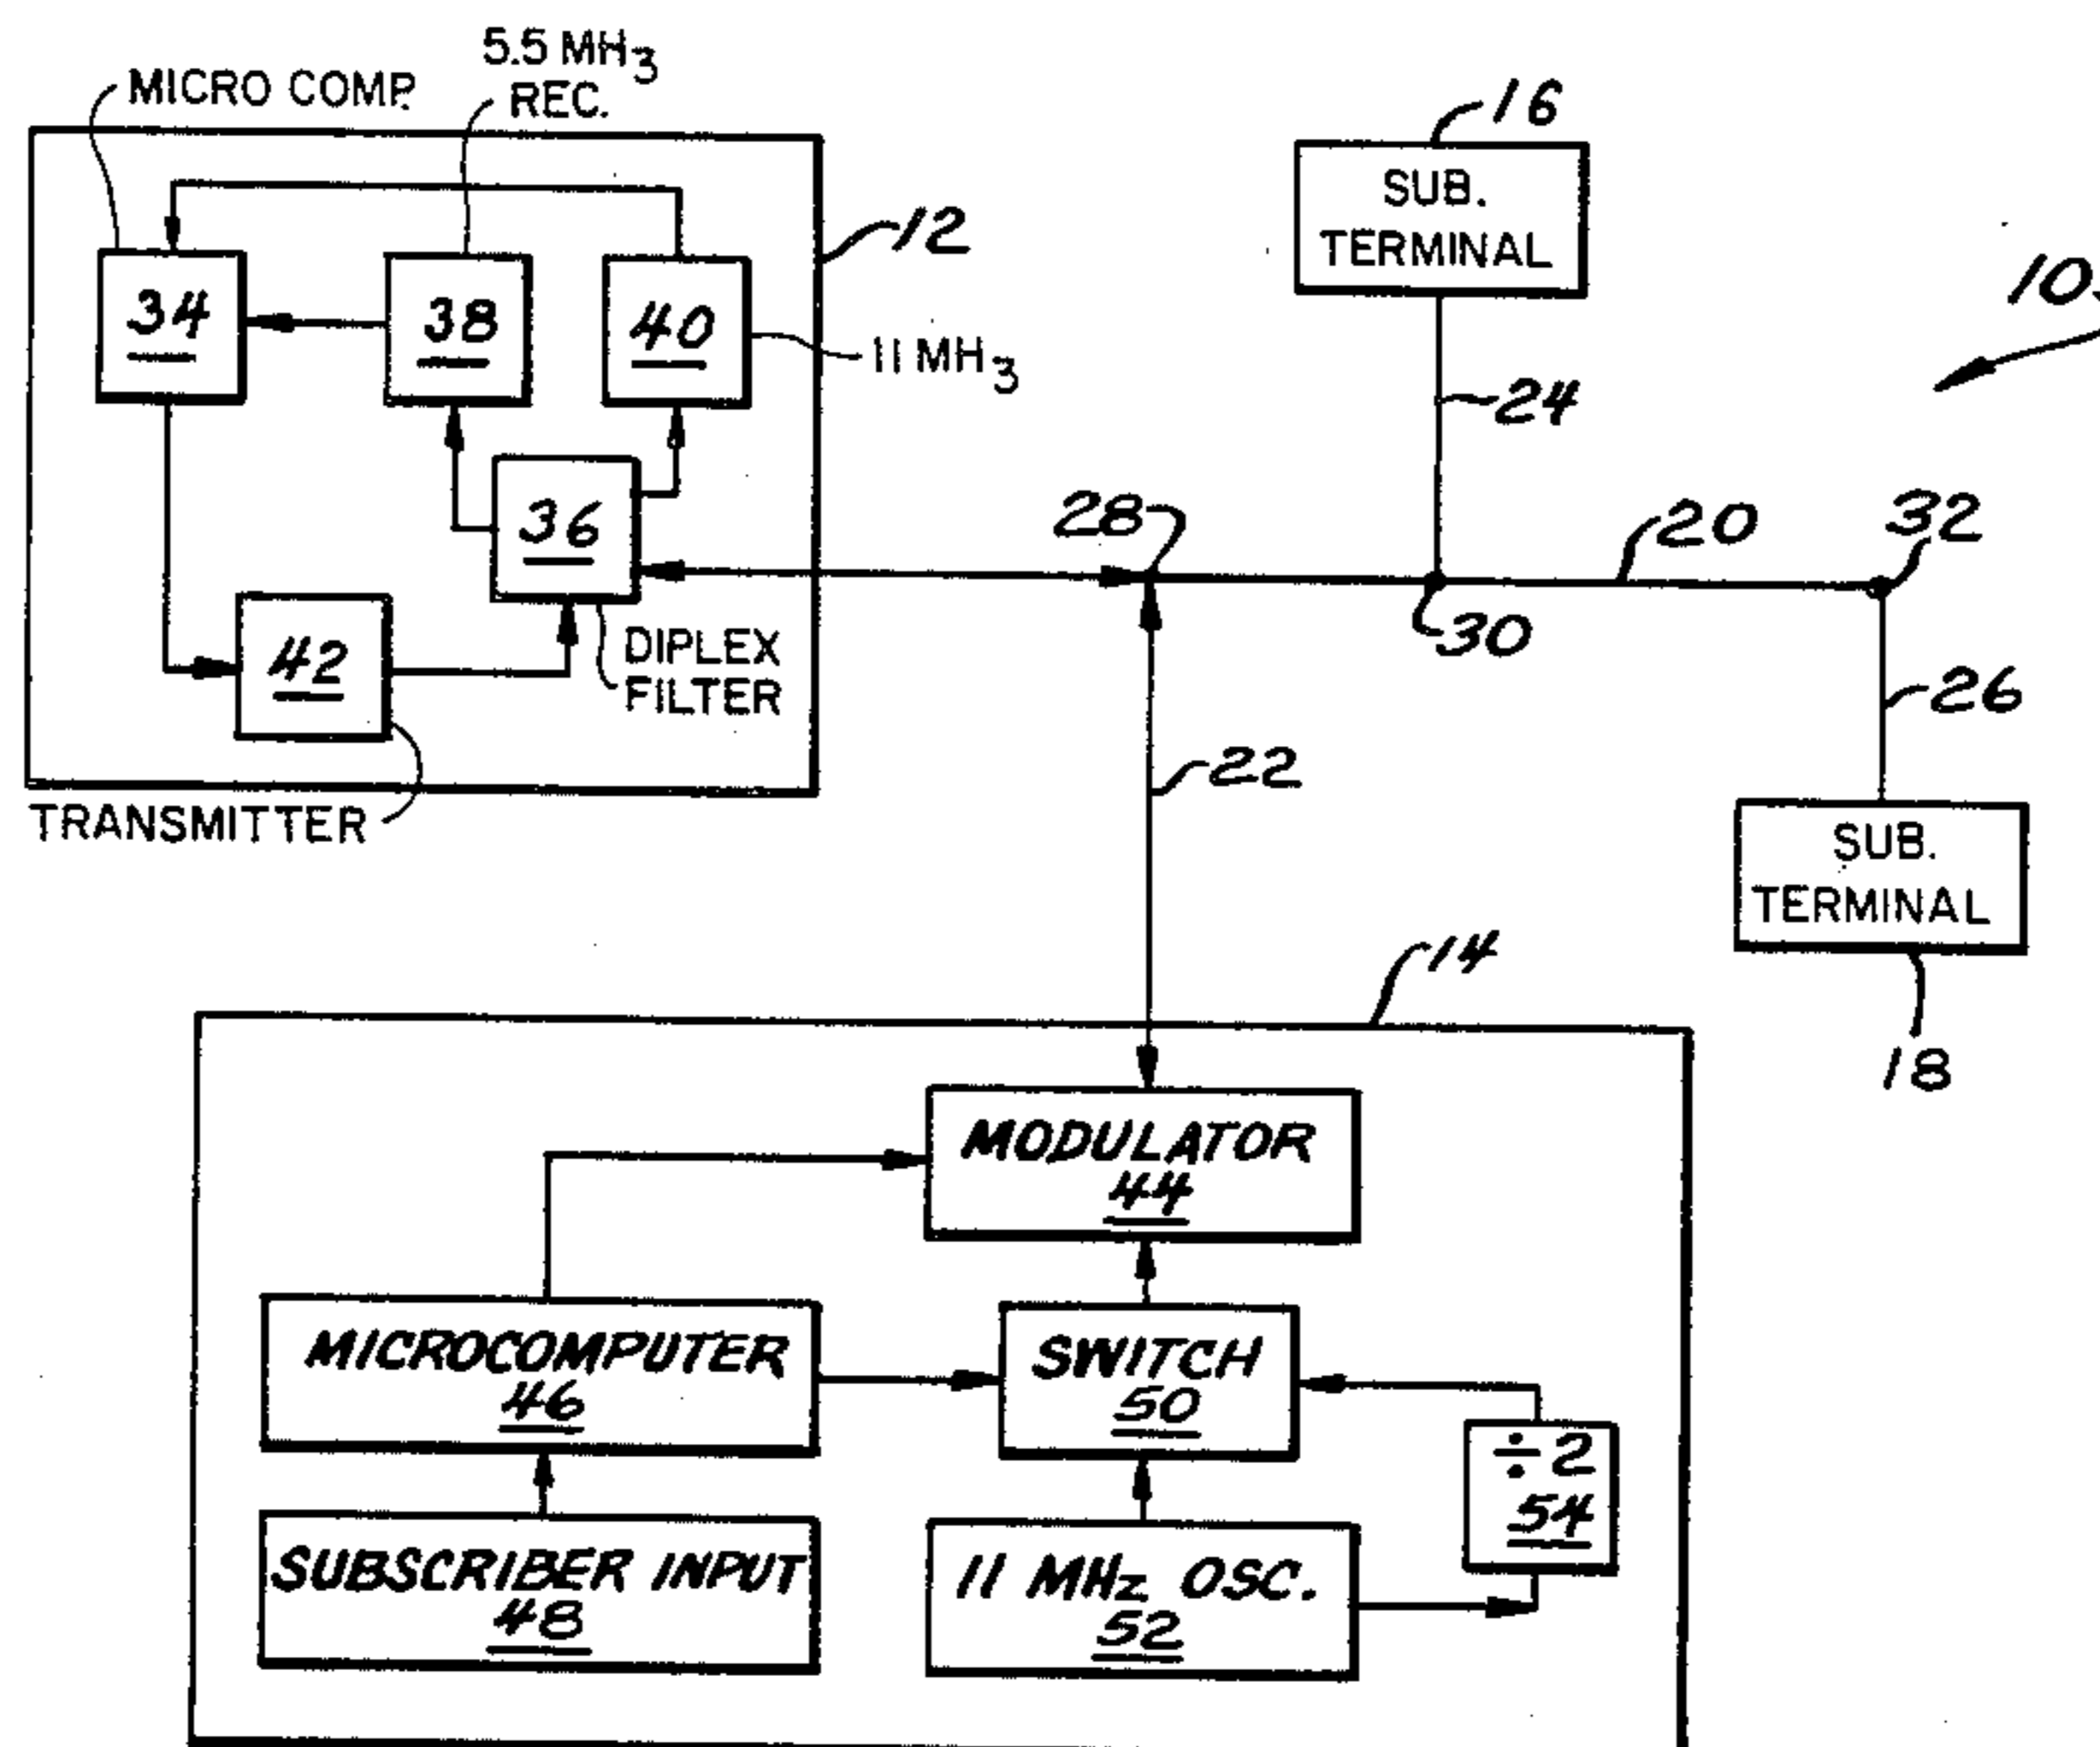 MICRO COMP.
5.5 MH3
REC.
12
34
38
40
11 MH3
36
DIPLEX
FILTER
42
TRANSMITTER
16
SUB.
TERMINAL
10
24
28
20
32
30
26
22
SUB.
TERMINAL
18
14
MODULATOR
44
MICROCOMPUTER
46
SWITCH
50
÷2
54
SUBSCRIBER INPUT
48
11 MHz OSC.
52